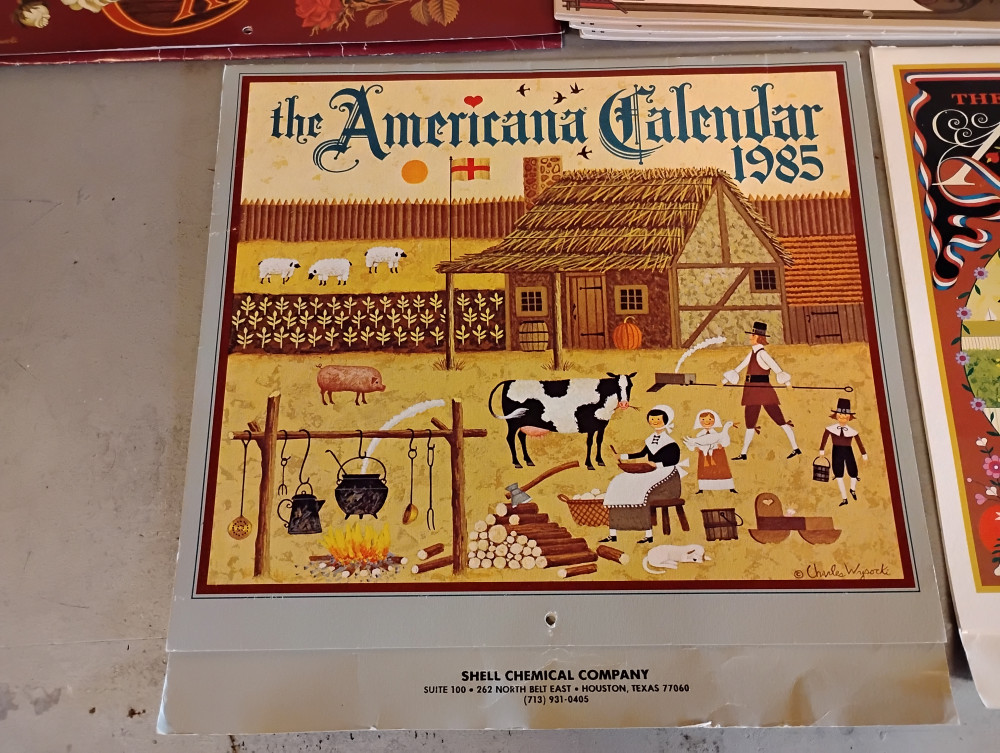 the Americana Calendar
1985
THE
© Charles Wysocki
SHELL CHEMICAL COMPANY
SUITE 100 • 262 NORTH BELT EAST • HOUSTON, TEXAS 77060
(713) 931-0405